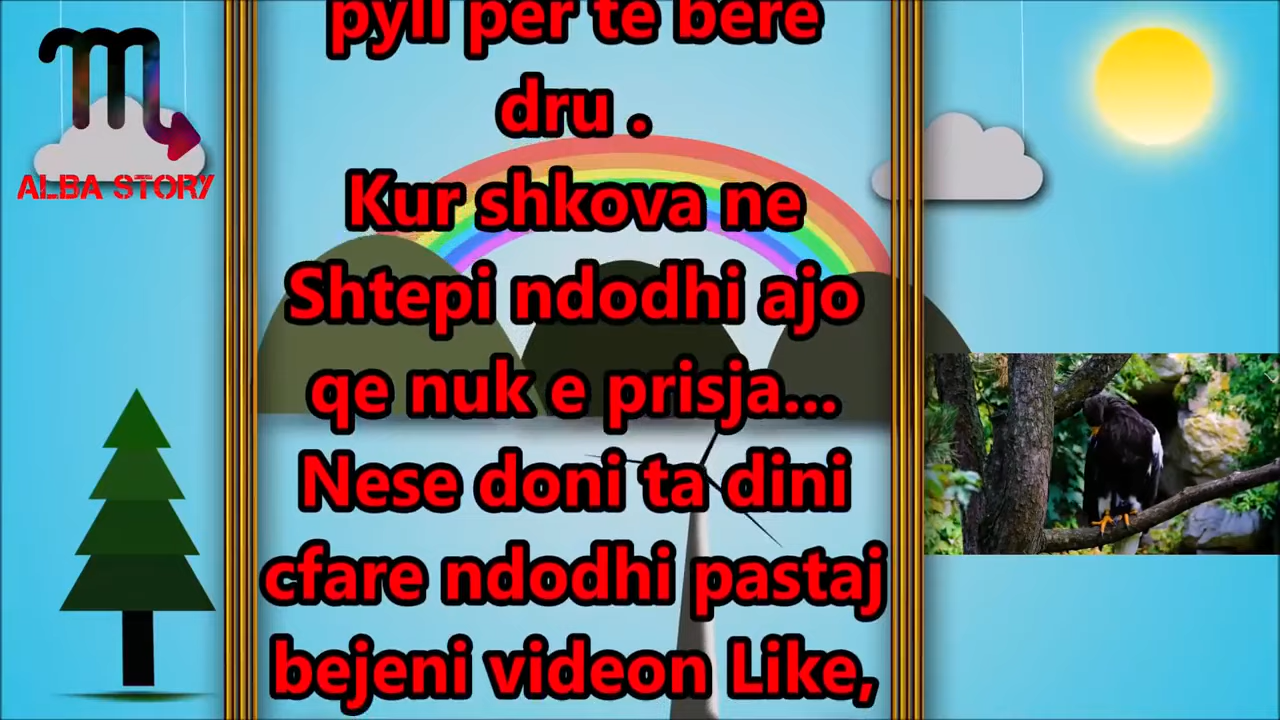 ALBA STORY
pyll per te bere
dru .
Kur shkova ne
Shtepi ndodhi ajo
qe nuk e prisja...
Nese doni ta dini
cfare ndodhi pastaj
bejeni videon Like,